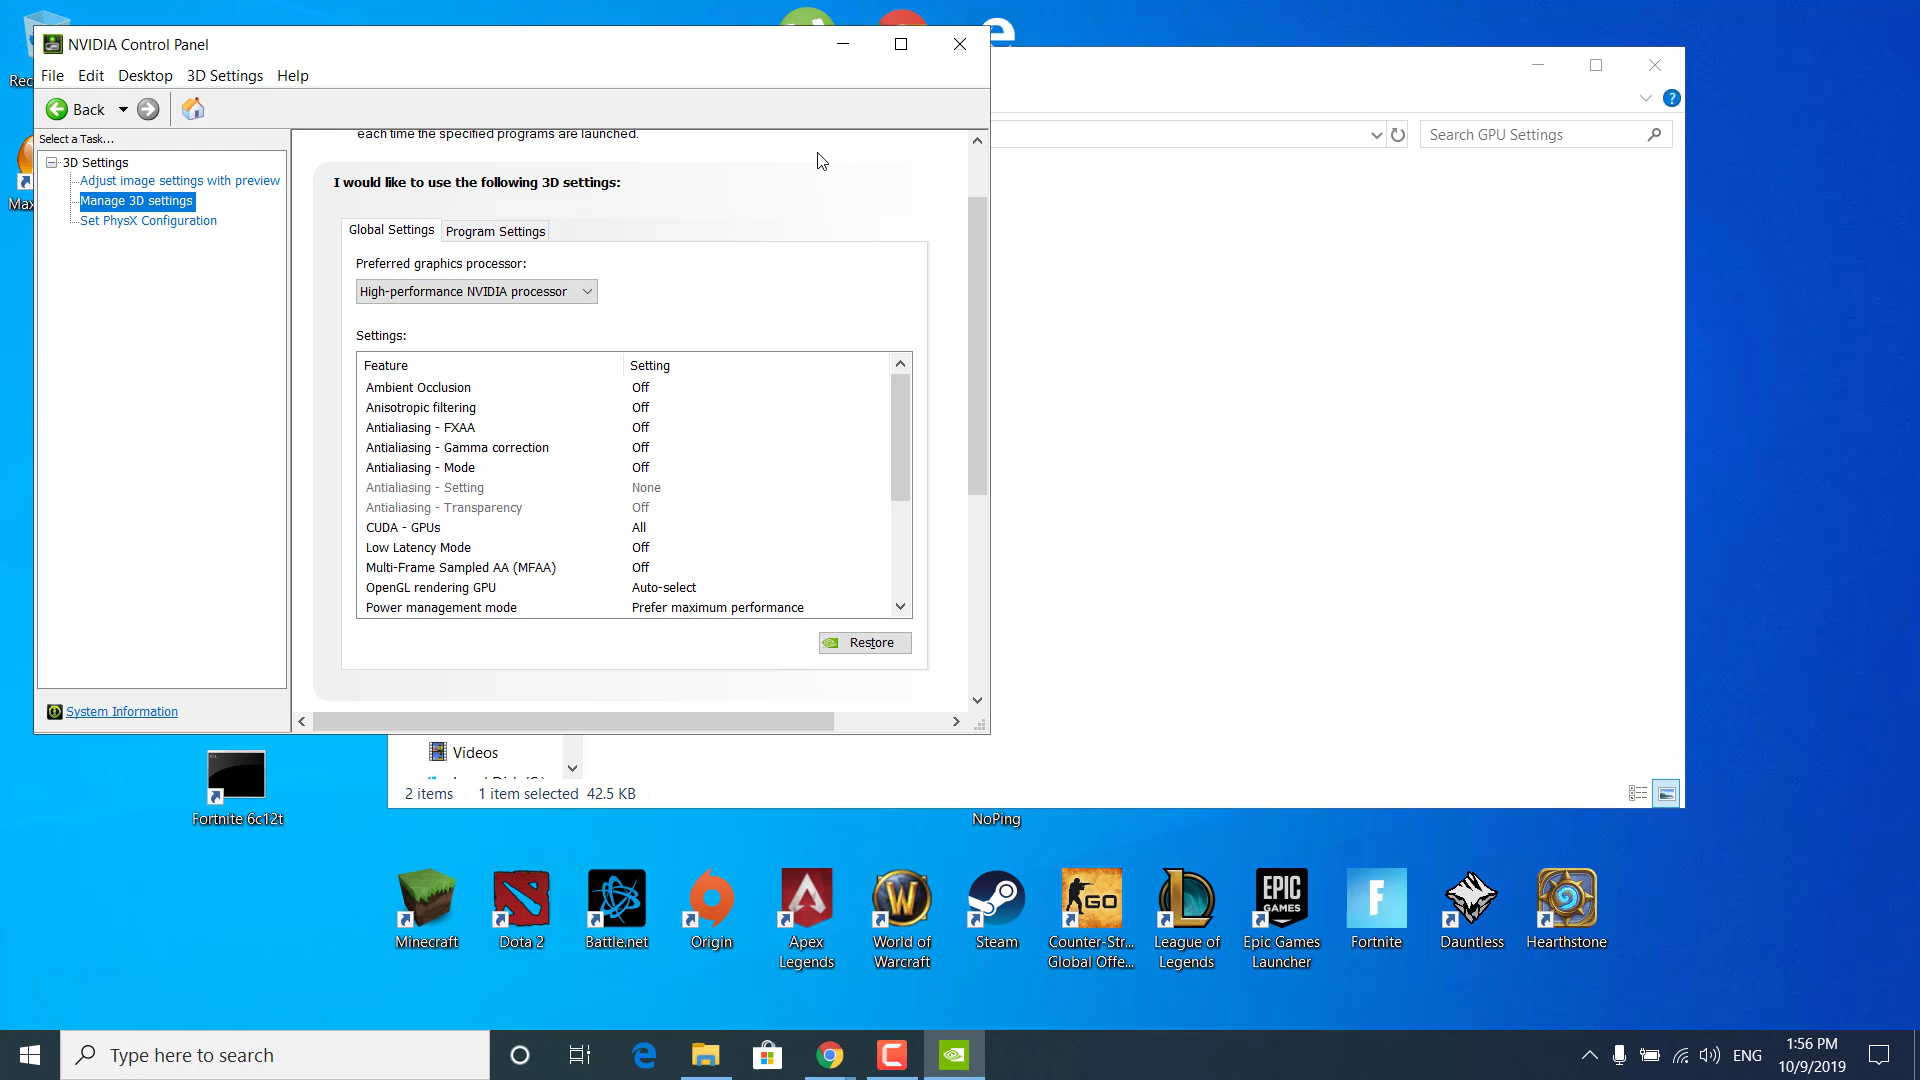 NVIDIA Control Panel
File Edit Desktop 3D Settings Help
Back
Select a Task...
3D Settings
Adjust image settings with preview
Manage 3D settings
Set PhysX Configuration
System Information
each time the specified programs are launched.
I would like to use the following 3D settings:
Global Settings Program Settings
Preferred graphics processor:
High-performance NVIDIA processor
Settings:
Feature Setting
Ambient Occlusion Off
Anisotropic filtering Off
Antialiasing - FXAA Off
Antialiasing - Gamma correction Off
Antialiasing - Mode Off
Antialiasing - Setting None
Antialiasing - Transparency Off
CUDA - GPUs All
Low Latency Mode Off
Multi-Frame Sampled AA (MFAA) Off
OpenGL rendering GPU Auto-select
Power management mode Prefer maximum performance
Restore
Search GPU Settings
Videos
2 items 1 item selected 42.5 KB
Fortnite 6c12t
NoPing
GO
EPIC
GAMES
F
Minecraft
Dota 2
Battle.net
Origin
Apex
Legends
World of
Warcraft
Steam
Counter-Str...
Global Offe...
League of
Legends
Epic Games
Launcher
Fortnite
Dauntless
Hearthstone
Type here to search
ENG
1:56 PM
10/9/2019